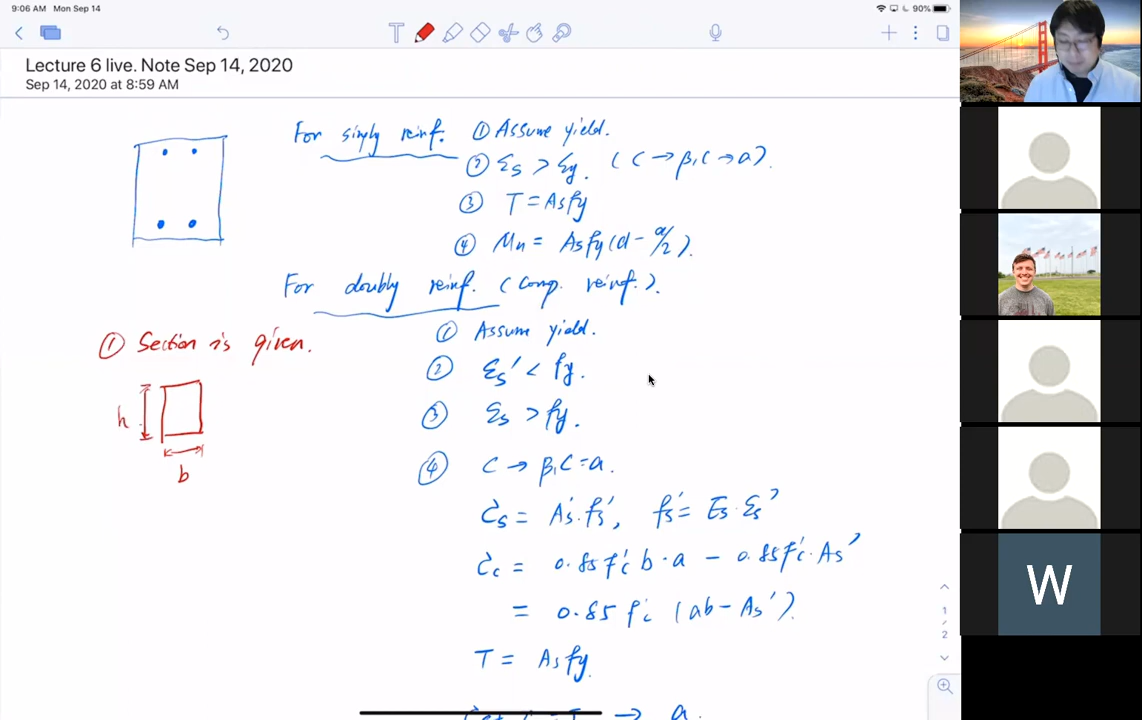 9:06 AM Mon Sep 14
90%
Lecture 6 live. Note Sep 14, 2020
Sep 14, 2020 at 8:59 AM
For singly reinf. ① Assume yield.
② εs > εy. (C → β₁C → a).
③ T = Asfy
④ Mn = Asfy(d - a/2).
For doubly reinf. (Comp. reinf.).
① Assume yield.
① Section is given.
② εs' < fy.
h
③ εs > fy.
b
④ C → β₁C = a.
Cs = As'·fs', fs' = Es·εs'
Cc = 0.85f'c b·a - 0.85f'c·As'
= 0.85f'c (ab - As').
T = Asfy.
→ a.
1
/
2
W